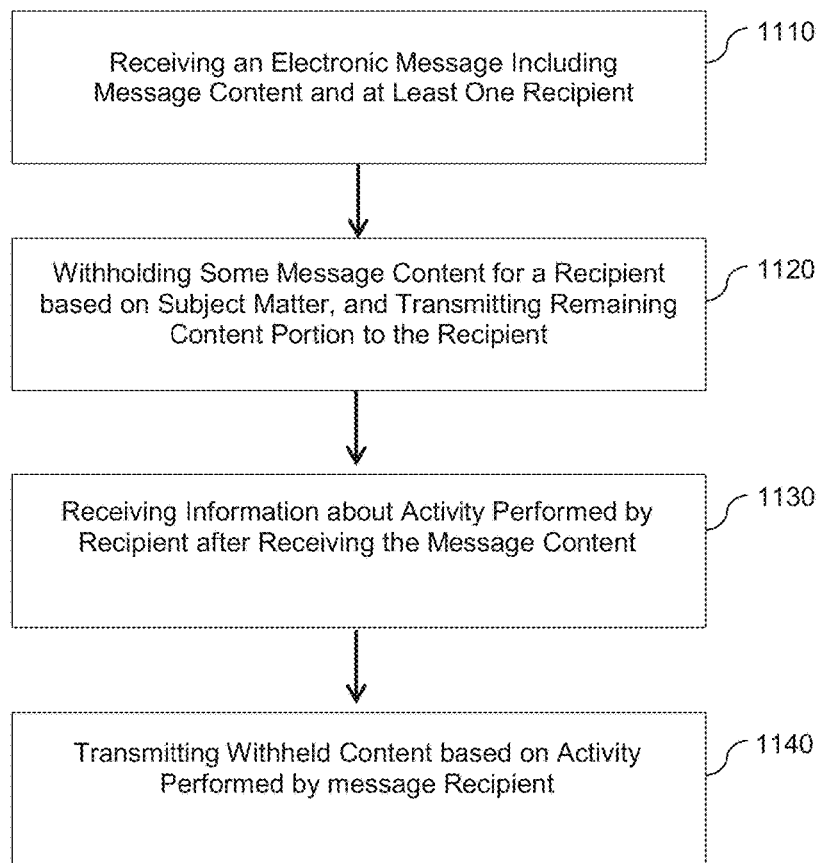 Receiving an Electronic Message Including
Message Content and at Least One Recipient
1110
Withholding Some Message Content for a Recipient
based on Subject Matter, and Transmitting Remaining
Content Portion to the Recipient
1120
Receiving Information about Activity Performed by
Recipient after Receiving the Message Content
1130
Transmitting Withheld Content based on Activity
Performed by message Recipient
1140